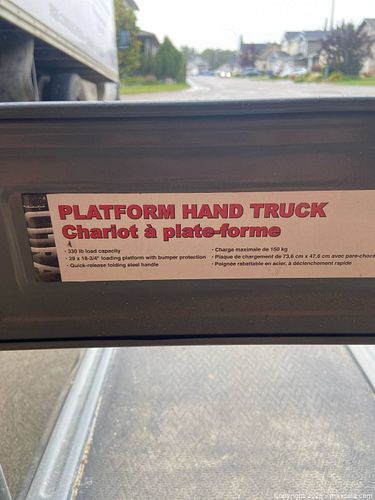 PLATFORM HAND TRUCK
Chariot à plate-forme
• 330 lb load capacity
• 29 x 18-3/4" loading platform with bumper protection
• Quick-release folding steel handle
• Charge maximale de 150 kg
• Plaque de chargement de 73,6 cm x 47,6 cm avec pare-chocs
• Poignée rabattable en acier, à déclenchement rapide